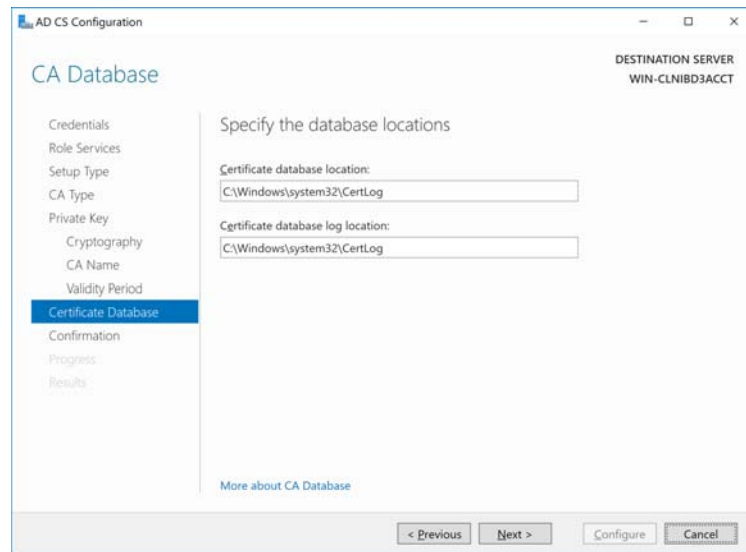 AD CS Configuration
CA Database
DESTINATION SERVER
WIN-CLNIBD3ACCT
Credentials
Role Services
Setup Type
CA Type
Private Key
Cryptography
CA Name
Validity Period
Certificate Database
Confirmation
Progress
Results
Specify the database locations
Certificate database location:
C:\Windows\system32\CertLog
Certificate database log location:
C:\Windows\system32\CertLog
More about CA Database
< Previous
Next >
Configure
Cancel